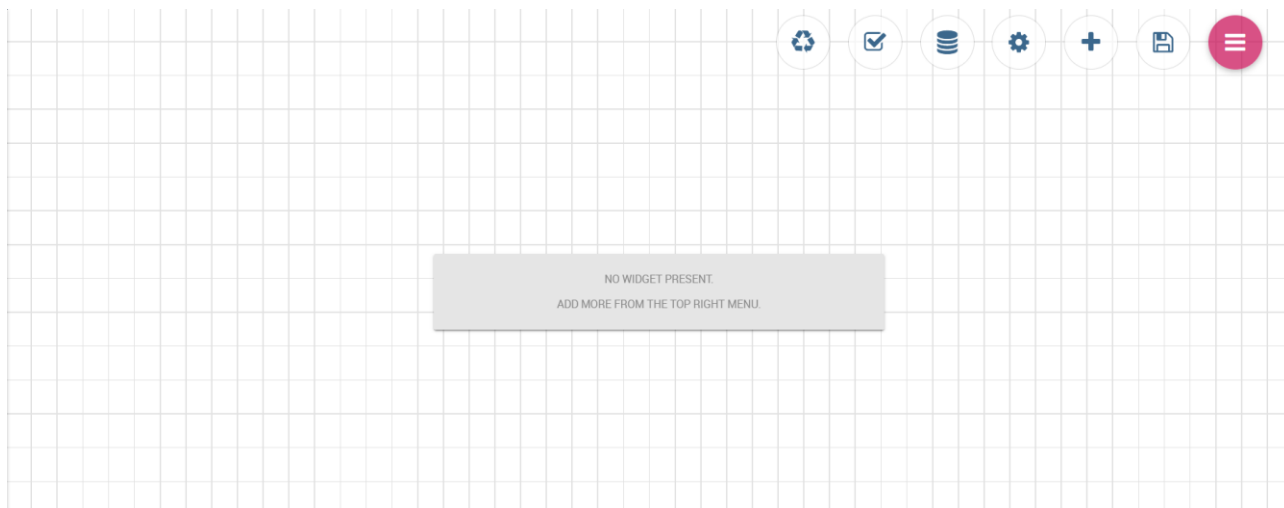 NO WIDGET PRESENT.
ADD MORE FROM THE TOP RIGHT MENU.